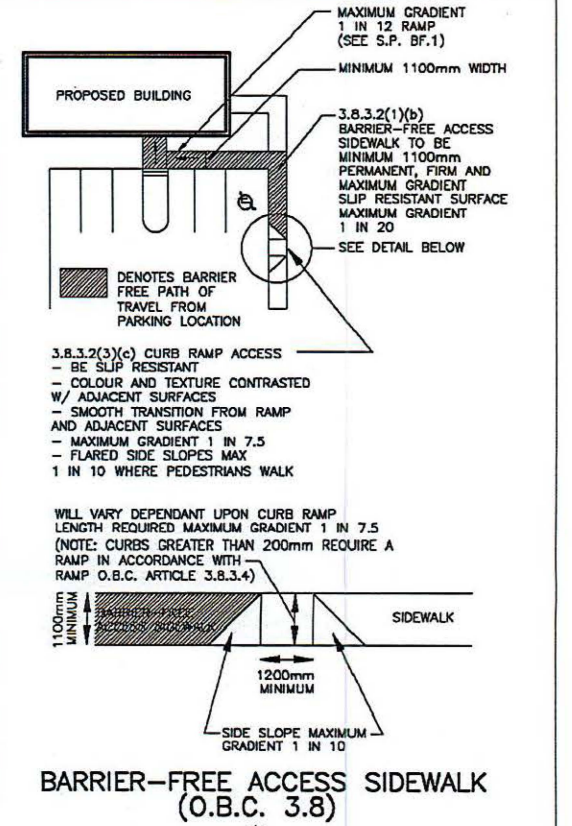 MAXIMUM GRADIENT
1 IN 12 RAMP
(SEE S.P. BF.1)
MINIMUM 1100mm WIDTH
PROPOSED BUILDING
3.8.3.2(1)(b)
BARRIER-FREE ACCESS
SIDEWALK TO BE
MINIMUM 1100mm
PERMANENT, FIRM AND
MAXIMUM GRADIENT
SLIP RESISTANT SURFACE
MAXIMUM GRADIENT
1 IN 20
SEE DETAIL BELOW
DENOTES BARRIER
FREE PATH OF
TRAVEL FROM
PARKING LOCATION
3.8.3.2(3)(c) CURB RAMP ACCESS
- BE SLIP RESISTANT
- COLOUR AND TEXTURE CONTRASTED
W/ ADJACENT SURFACES
- SMOOTH TRANSITION FROM RAMP
AND ADJACENT SURFACES
- MAXIMUM GRADIENT 1 IN 7.5
- FLARED SIDE SLOPES MAX
1 IN 10 WHERE PEDESTRIANS WALK
WILL VARY DEPENDANT UPON CURB RAMP
LENGTH REQUIRED MAXIMUM GRADIENT 1 IN 7.5
(NOTE: CURBS GREATER THAN 200mm REQUIRE A
RAMP IN ACCORDANCE WITH
RAMP O.B.C. ARTICLE 3.8.3.4)
1100mm
MINIMUM
BARRIER-FREE
ACCESS SIDEWALK
SIDEWALK
1200mm
MINIMUM
SIDE SLOPE MAXIMUM
GRADIENT 1 IN 10
BARRIER-FREE ACCESS SIDEWALK
(O.B.C. 3.8)